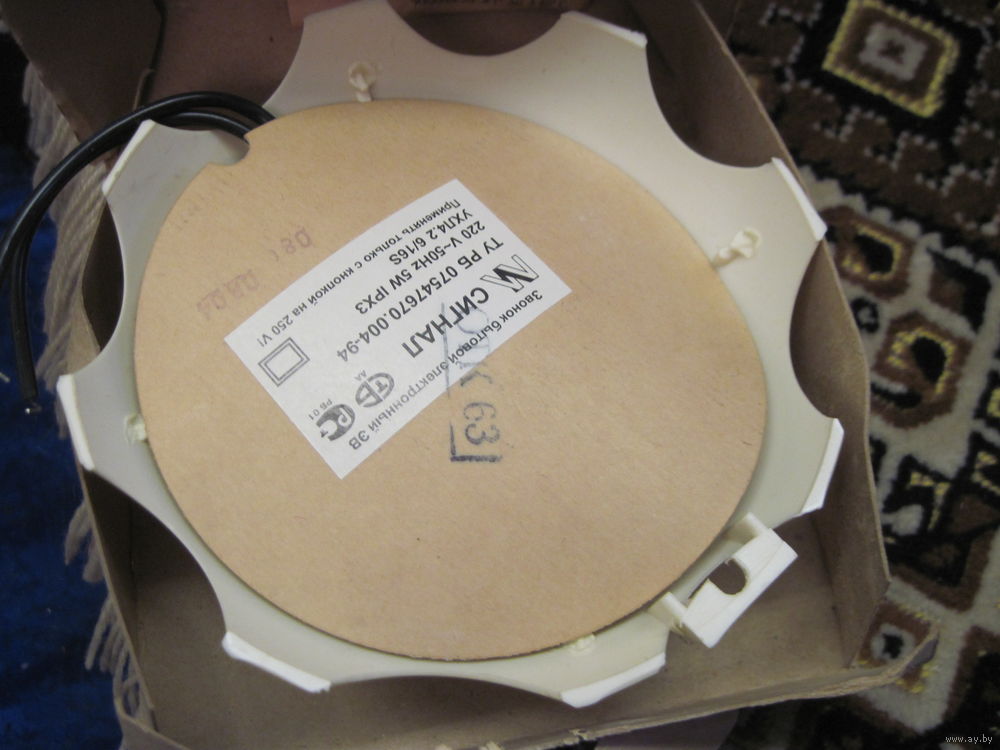 Звонок бытовой электронный ЗВ
СИГНАЛ
ТУ РБ 07547670.004-94
220 V~50Hz 5W IPX3
УХЛ4.2 6/16S
Применять только с кнопкой на 250 V!
АА
РБ 01
ОТК 63
www.ay.by